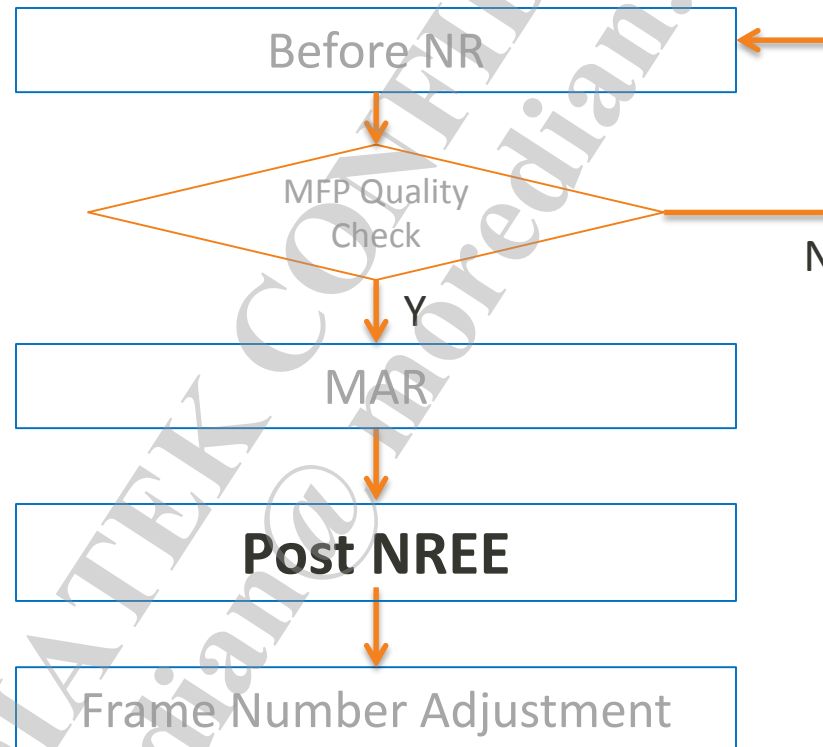 Before NR
MFP Quality
Check
N
Y
MAR
Post NREE
Frame Number Adjustment